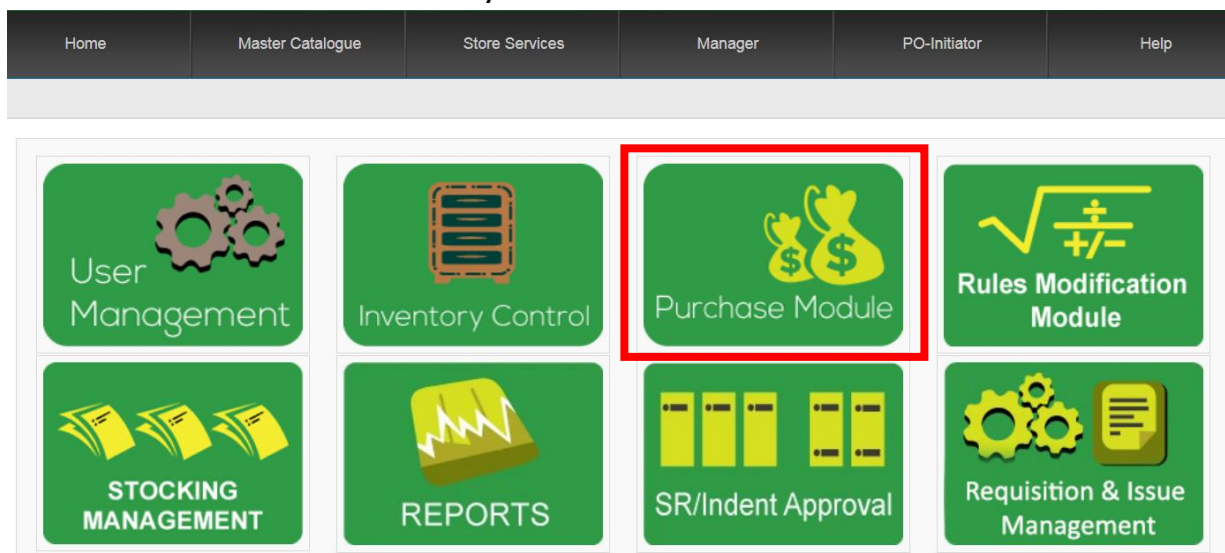 Home Master Catalogue Store Services Manager PO-Initiator Help
User
Management
Inventory Control
Purchase Module
Rules Modification
Module
STOCKING
MANAGEMENT
REPORTS
SR/Indent Approval
Requisition & Issue
Management